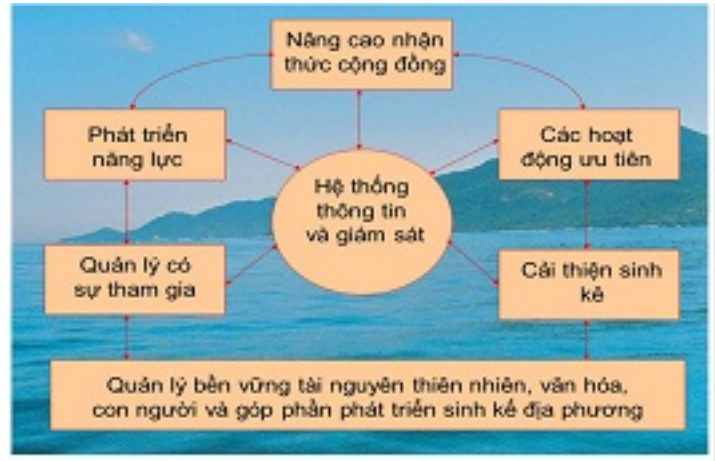 Nâng cao nhận
thức cộng đồng
Phát triển
năng lực
Các hoạt
động ưu tiên
Hệ thống
thông tin
và giám sát
Quản lý có
sự tham gia
Cải thiện sinh
kế
Quản lý bền vững tài nguyên thiên nhiên, văn hóa,
con người và góp phần phát triển sinh kế địa phương